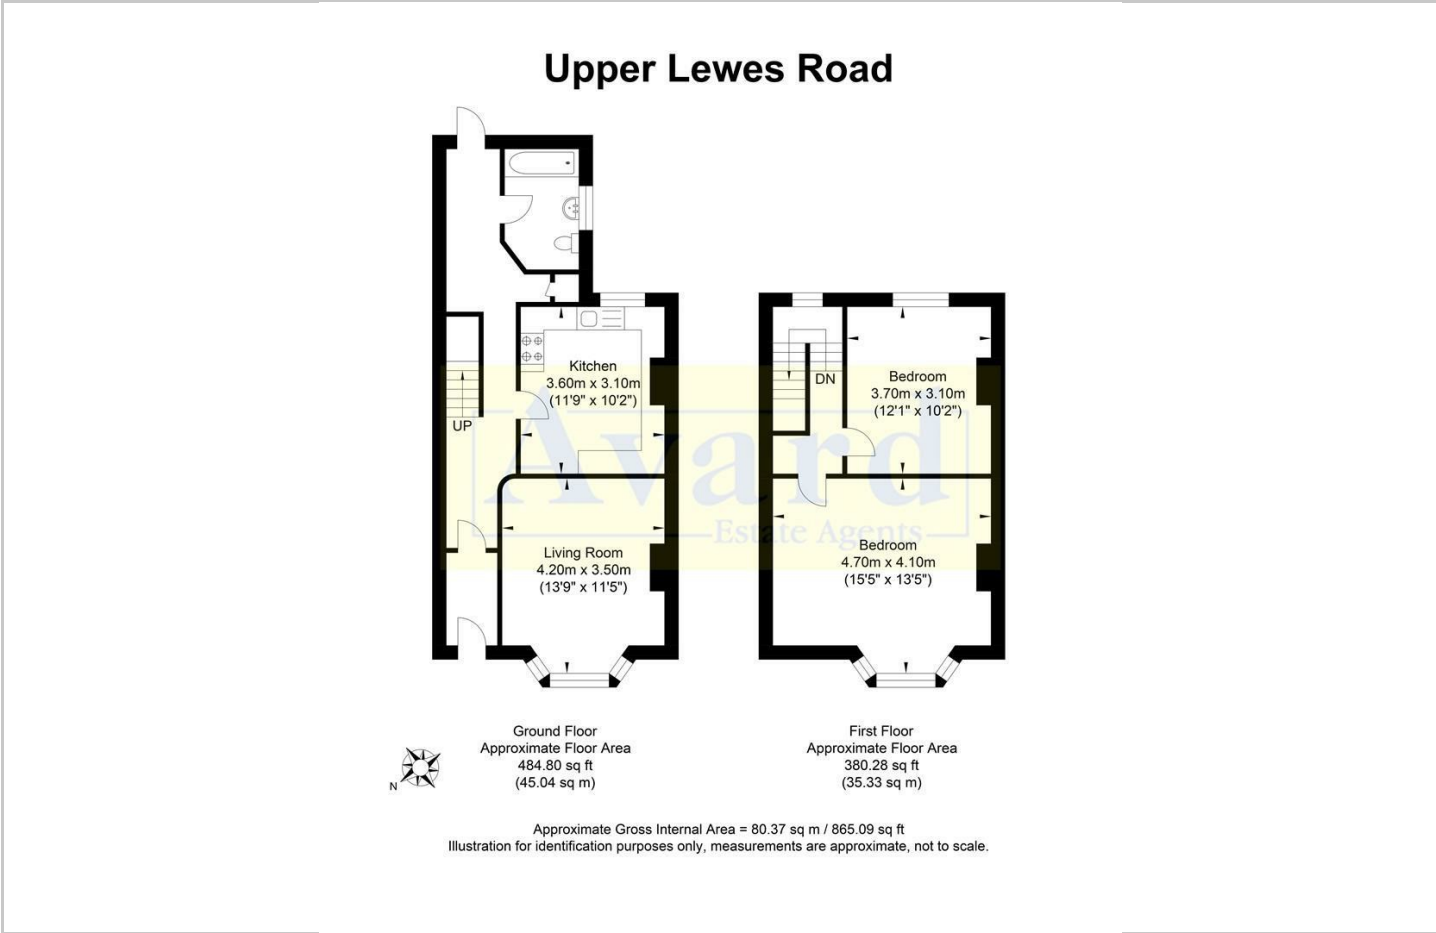 Upper Lewes Road
Kitchen
3.60m x 3.10m
(11'9" x 10'2")
UP
Living Room
4.20m x 3.50m
(13'9" x 11'5")
DN
Bedroom
3.70m x 3.10m
(12'1" x 10'2")
Avard
Estate Agents
Bedroom
4.70m x 4.10m
(15'5" x 13'5")
Ground Floor
Approximate Floor Area
484.80 sq ft
(45.04 sq m)
First Floor
Approximate Floor Area
380.28 sq ft
(35.33 sq m)
N
Approximate Gross Internal Area = 80.37 sq m / 865.09 sq ft
Illustration for identification purposes only, measurements are approximate, not to scale.